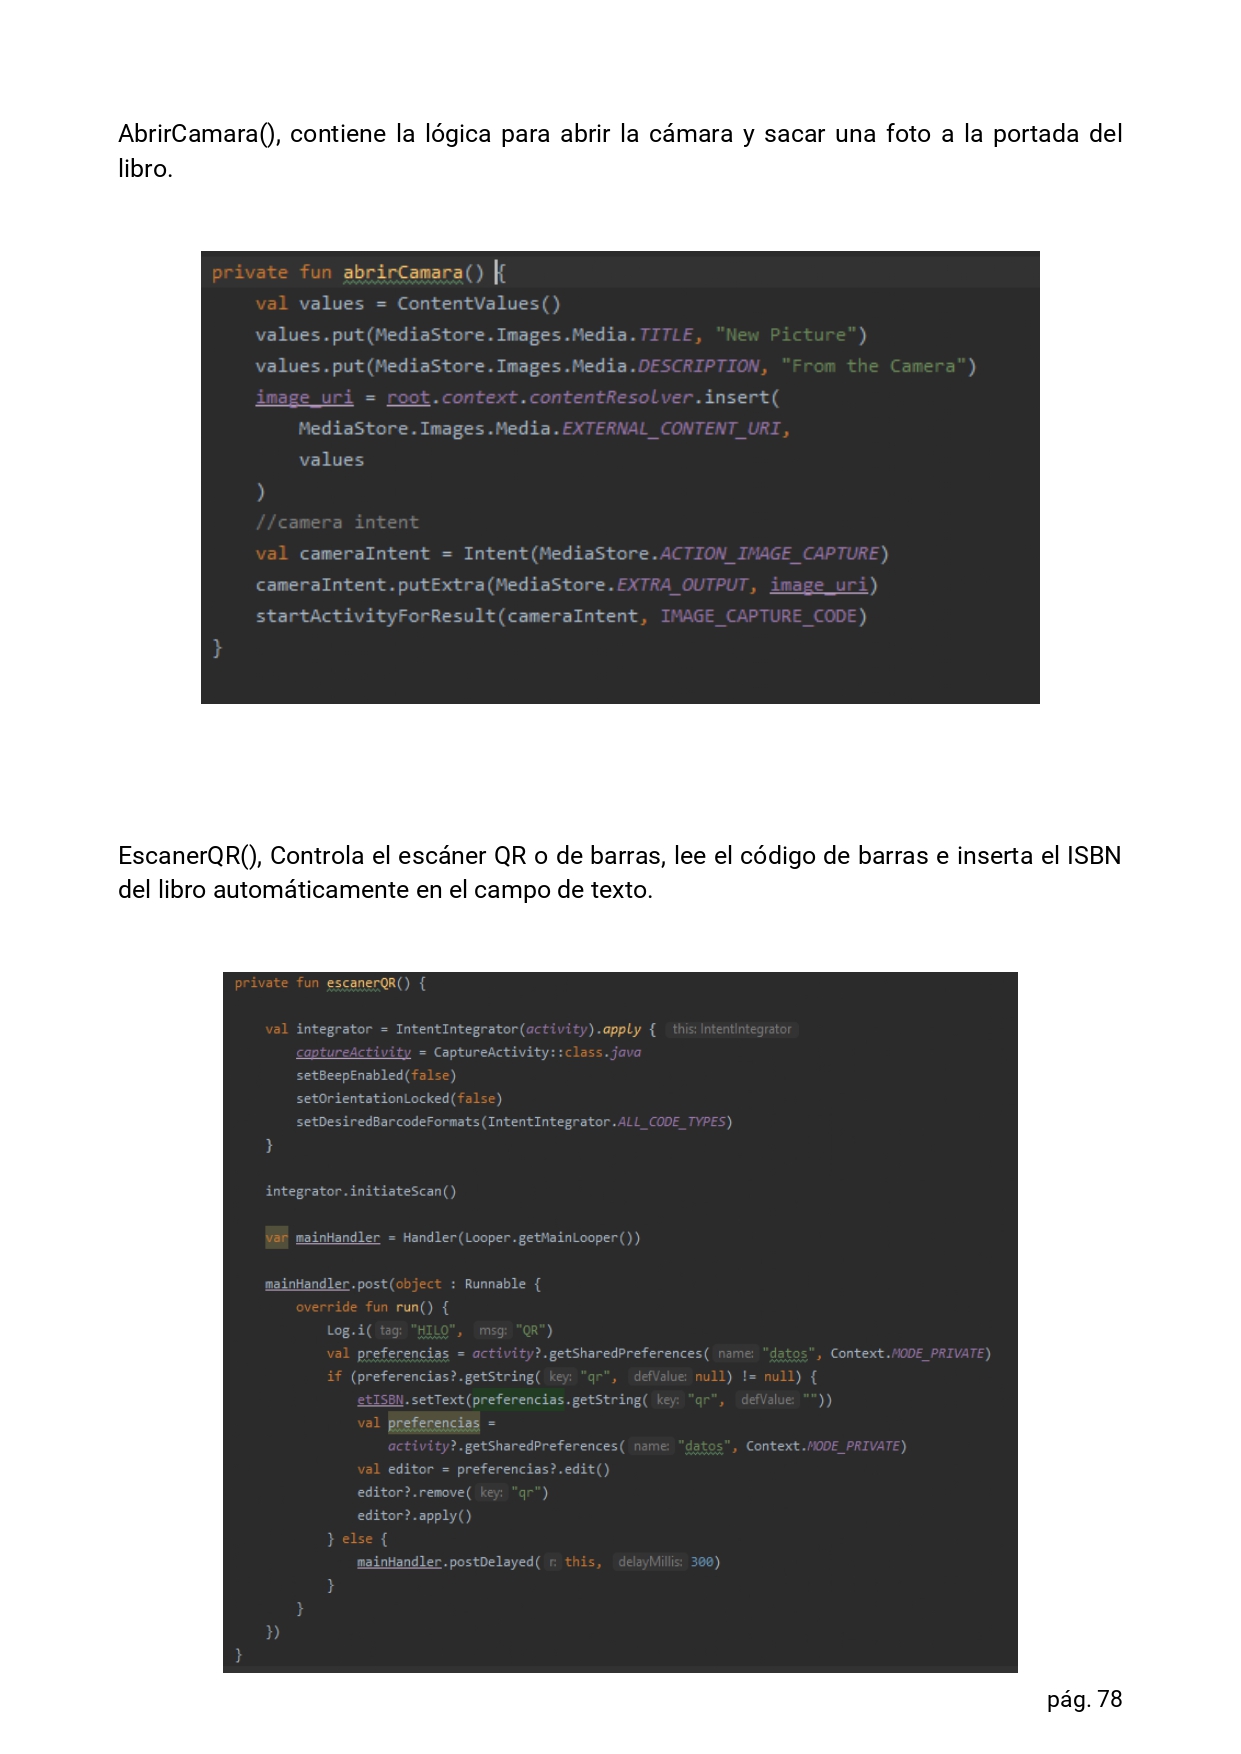 AbrirCamara(), contiene la lógica para abrir la cámara y sacar una foto a la portada del
libro.
private fun abrirCamara() {
    val values = ContentValues()
    values.put(MediaStore.Images.Media.TITLE, "New Picture")
    values.put(MediaStore.Images.Media.DESCRIPTION, "From the Camera")
    image_uri = root.context.contentResolver.insert(
        MediaStore.Images.Media.EXTERNAL_CONTENT_URI,
        values
    )
    //camera intent
    val cameraIntent = Intent(MediaStore.ACTION_IMAGE_CAPTURE)
    cameraIntent.putExtra(MediaStore.EXTRA_OUTPUT, image_uri)
    startActivityForResult(cameraIntent, IMAGE_CAPTURE_CODE)
}
EscanerQR(), Controla el escáner QR o de barras, lee el código de barras e inserta el ISBN
del libro automáticamente en el campo de texto.
private fun escanerQR() {
    val integrator = IntentIntegrator(activity).apply { this: IntentIntegrator
        captureActivity = CaptureActivity::class.java
        setBeepEnabled(false)
        setOrientationLocked(false)
        setDesiredBarcodeFormats(IntentIntegrator.ALL_CODE_TYPES)
    }
    integrator.initiateScan()
    var mainHandler = Handler(Looper.getMainLooper())
    mainHandler.post(object : Runnable {
        override fun run() {
            Log.i( tag: "HILO", msg: "QR")
            val preferencias = activity?.getSharedPreferences( name: "datos", Context.MODE_PRIVATE)
            if (preferencias?.getString( key: "qr", defValue: null) != null) {
                etISBN.setText(preferencias.getString( key: "qr", defValue: ""))
                val preferencias =
                    activity?.getSharedPreferences( name: "datos", Context.MODE_PRIVATE)
                val editor = preferencias?.edit()
                editor?.remove( key: "qr")
                editor?.apply()
            } else {
                mainHandler.postDelayed( r: this, delayMillis: 300)
            }
        }
    })
}
pág. 78